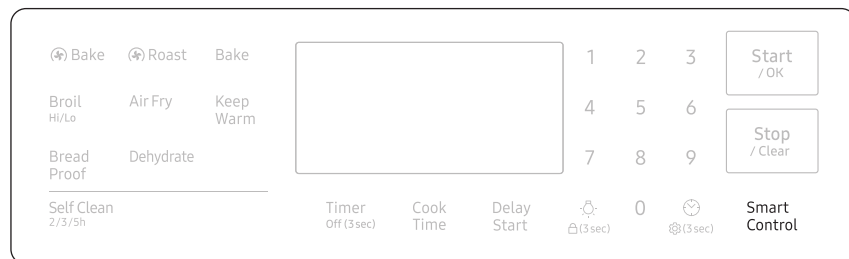 Bake Roast Bake 1 2 3 Start
/ OK
Broil Air Fry Keep 4 5 6
Hi/Lo Warm
Stop
Bread Dehydrate 7 8 9 / Clear
Proof
Self Clean Timer Cook Delay 0 Smart
2/3/5h Off (3 sec) Time Start (3 sec) (3 sec) Control